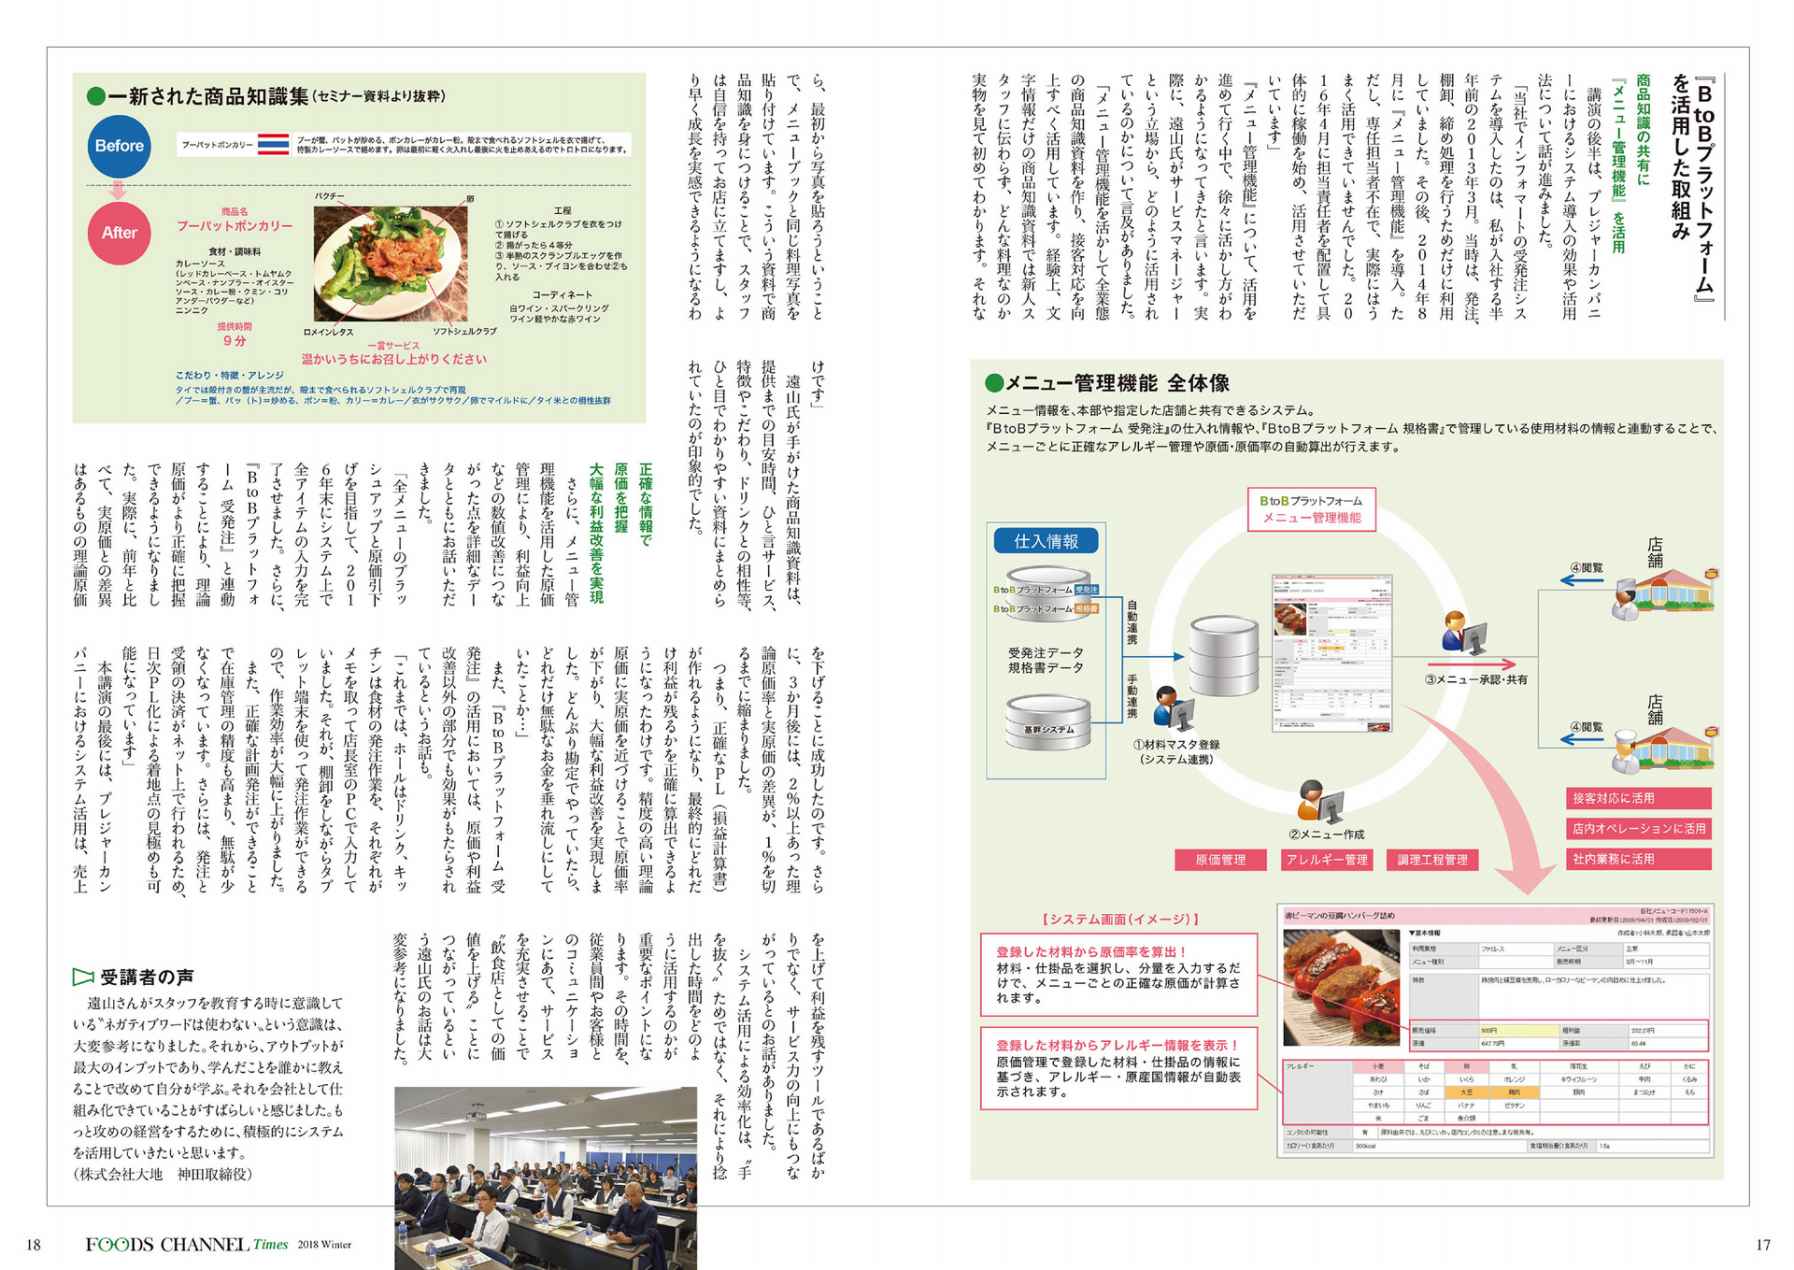 『BtoBプラットフォーム』
を活用した取組み
商品知識の共有に
『メニュー管理機能』を活用
講演の後半は、プレジャーカンパニ
ーにおけるシステム導入の効果や活用
法について話が進みました。
「当社でインフォマートの受発注シス
テムを導入したのは、私が入社する半
年前の2013年3月。当時は、発注、
棚卸、締め処理を行うためだけに利用
していました。その後、2014年8
月に『メニュー管理機能』を導入。た
だし、専任担当者不在で、実際にはう
まく活用できていませんでした。20
16年4月に担当責任者を配置して具
体的に稼働を始め、活用させていただ
いています」
『メニュー管理機能』について、活用を
進めて行く中で、徐々に活かし方がわ
かるようになってきたと言います。実
際に、遠山氏がサービスマネージャー
という立場から、どのように活用され
ているのかについて言及がありました。
「メニュー管理機能を活かして全業態
の商品知識資料を作り、接客対応を向
上すべく活用しています。経験上、文
字情報だけの商品知識資料では新人ス
タッフに伝わらず、どんな料理なのか
実物を見て初めてわかります。それな
●メニュー管理機能 全体像
メニュー情報を、本部や指定した店舗と共有できるシステム。
『BtoBプラットフォーム 受発注』の仕入れ情報や、『BtoBプラットフォーム 規格書』で管理している使用材料の情報と連動することで、
メニューごとに正確なアレルギー管理や原価・原価率の自動算出が行えます。
BtoBプラットフォーム
メニュー管理機能
仕入情報
BtoBプラットフォーム 受発注
BtoBプラットフォーム 規格書
受発注データ
規格書データ
基幹システム
自動連携
手動連携
①材料マスタ登録
(システム連携)
②メニュー作成
③メニュー承認・共有
④閲覧
店舗
④閲覧
店舗
原価管理
アレルギー管理
調理工程管理
接客対応に活用
店内オペレーションに活用
社内業務に活用
【システム画面(イメージ)】
登録した材料から原価率を算出！
材料・仕掛品を選択し、分量を入力するだ
けで、メニューごとの正確な原価が計算さ
れます。
登録した材料からアレルギー情報を表示！
原価管理で登録した材料・仕掛品の情報に
基づき、アレルギー・原産国情報が自動表
示されます。
赤ピーマンの豆腐ハンバーグ詰め
▼基本情報
利用業態
ファミレス
メニュー区分
主菜
メニュー種別
販売時期
特徴
販売価格
原価
粗利益
原価率
アレルギー
小麦
そば
卵
乳
落花生
えび
かに
あわび
いか
いくら
オレンジ
キウイフルーツ
牛肉
くるみ
さけ
さば
大豆
鶏肉
豚肉
まつたけ
もも
やまいも
りんご
バナナ
ゼラチン
ごま
17
ら、最初から写真を貼ろうということ
で、メニューブックと同じ料理写真を
貼り付けています。こういう資料で商
品知識を身につけることで、スタッフ
は自信を持ってお店に立てますし、よ
り早く成長を実感できるようになるわ
けです」
遠山氏が手がけた商品知識資料は、
提供までの目安時間、ひと言サービス、
特徴やこだわり、ドリンクとの相性等、
ひと目でわかりやすい資料にまとめら
れていたのが印象的でした。
●一新された商品知識集(セミナー資料より抜粋)
Before
プーパットポンカリー
プーが蟹、パットが炒める、ポンカレーがカレー粉。殻まで食べられるソフトシェルを衣で揚げて、
特製カレーソースで絡めます。卵は最初に軽く火入れし最後に火を止めあえるのでトロトロになります。
After
商品名
プーパットポンカリー
食材・調味料
カレーソース
(レッドカレーペース・トムヤムク
ンペース・ナンプラー・オイスター
ソース・カレー粉・クミン・コリ
アンダーパウダーなど)
ニンニク
提供時間
9分
パクチー
卵
ロメインレタス
ソフトシェルクラブ
一言サービス
温かいうちにお召し上がりください
工程
①ソフトシェルクラブを衣をつけ
て揚げる
②揚がったら4等分
③半熟のスクランブルエッグを作
り、ソース・ブイヨンを合わせ②も
入れる
コーディネート
白ワイン・スパークリング
ワイン軽やかな赤ワイン
こだわり・特徴・アレンジ
タイでは殻付きの蟹が主流だが、殻まで食べられるソフトシェルクラブで再現
／プー＝蟹、パッ（ト）＝炒める、ポン＝粉、カリー＝カレー／衣がサクサク／卵でマイルドに／タイ米との相性抜群
正確な情報で
原価を把握
大幅な利益改善を実現
さらに、メニュー管
理機能を活用した原価
管理により、利益向上
などの数値改善につな
がった点を詳細なデー
タとともにお話いただ
きました。
「全メニューのブラッ
シュアップと原価引下
げを目指して、201
6年末にシステム上で
全アイテムの入力を完
了させました。さらに、
『BtoBプラットフォ
ーム 受発注』と連動
することにより、理論
原価がより正確に把握
できるようになりまし
た。実際に、前年と比
べて、実原価との差異
はあるものの理論原価
を下げることに成功したのです。さら
に、3か月後には、2％以上あった理
論原価率と実原価の差異が、1％を切
るまでに縮まりました。
つまり、正確なPL（損益計算書）
が作れるようになり、最終的にどれだ
け利益が残るかを正確に算出できるよ
うになったわけです。精度の高い理論
原価に実原価を近づけることで原価率
が下がり、大幅な利益改善を実現しま
した。どんぶり勘定でやっていたら、
どれだけ無駄なお金を垂れ流しにして
いたことか…」
また、『BtoBプラットフォーム 受
発注』の活用においては、原価や利益
改善以外の部分でも効果がもたらされ
ているというお話も。
「これまでは、ホールはドリンク、キッ
チンは食材の発注作業を、それぞれが
メモを取って店長室のPCで入力して
いました。それが、棚卸をしながらタブ
レット端末を使って発注作業ができる
ので、作業効率が大幅に上がりました。
また、正確な計画発注ができること
で在庫管理の精度も高まり、無駄が少
なくなっています。さらには、発注と
受領の決済がネット上で行われるため、
日次PL化による着地点の見極めも可
能になっています」
本講演の最後には、プレジャーカン
パニーにおけるシステム活用は、売上
を上げて利益を残すツールであるばか
りでなく、サービス力の向上にもつな
がっているとのお話がありました。
システム活用による効率化は、〝手
を抜く〟ためではなく、それにより捻
出した時間をどのよ
うに活用するのかが
重要なポイントにな
ります。その時間を、
従業員間やお客様と
のコミュニケーショ
ンにあて、サービス
を充実させることで
〝飲食店としての価
値を上げる〟ことに
つながっているとい
う遠山氏のお話は大
変参考になりました。
受講者の声
遠山さんがスタッフを教育する時に意識して
いる〝ネガティブワードは使わない〟という意識は、
大変参考になりました。それから、アウトプットが
最大のインプットであり、学んだことを誰かに教え
ることで改めて自分が学ぶ。それを会社として仕
組み化できていることがすばらしいと感じました。も
っと攻めの経営をするために、積極的にシステム
を活用していきたいと思います。
（株式会社大地　神田取締役）
18
FOODS CHANNEL Times 2018 Winter